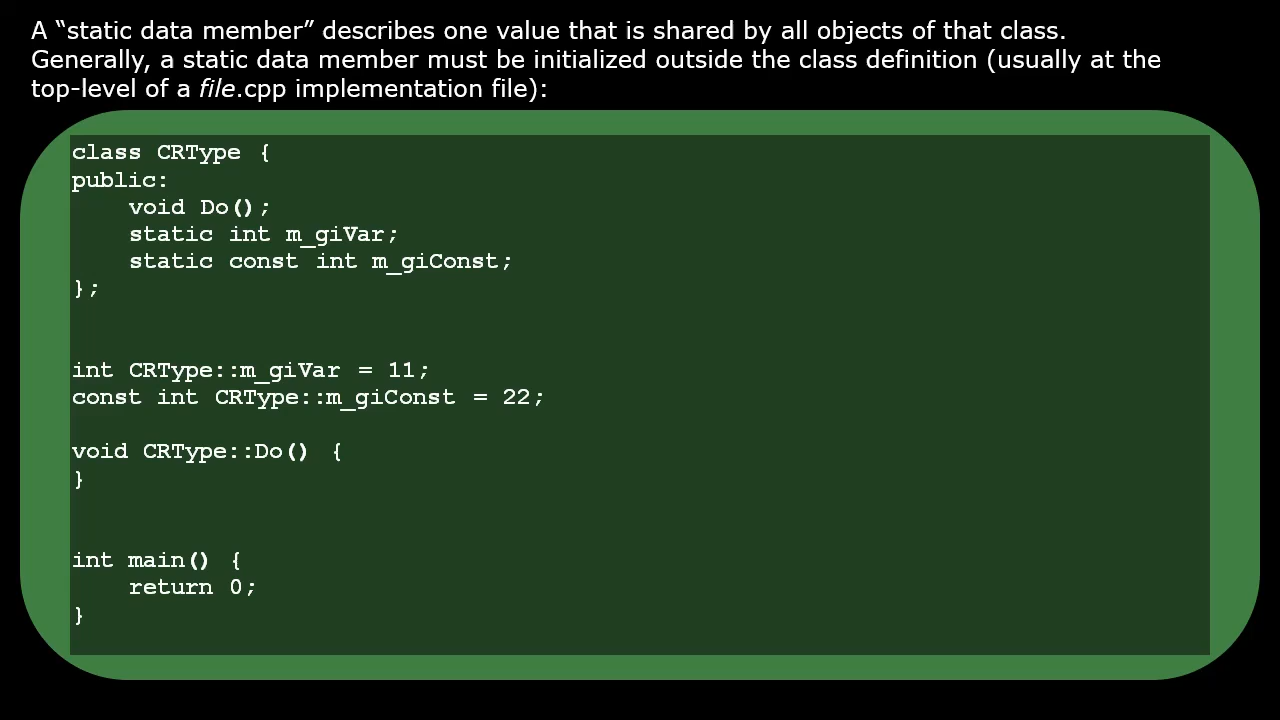 A “static data member” describes one value that is shared by all objects of that class.
Generally, a static data member must be initialized outside the class definition (usually at the
top-level of a file.cpp implementation file):
class CRType {
public:
    void Do();
    static int m_giVar;
    static const int m_giConst;
};
int CRType::m_giVar = 11;
const int CRType::m_giConst = 22;
void CRType::Do() {
}
int main() {
    return 0;
}